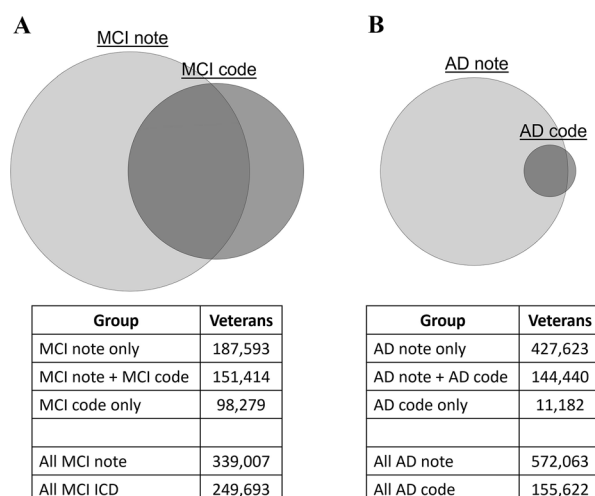 A
MCI note
MCI code
Group Veterans
MCI note only 187,593
MCI note + MCI code 151,414
MCI code only 98,279
All MCI note 339,007
All MCI ICD 249,693
B
AD note
AD code
Group Veterans
AD note only 427,623
AD note + AD code 144,440
AD code only 11,182
All AD note 572,063
All AD code 155,622